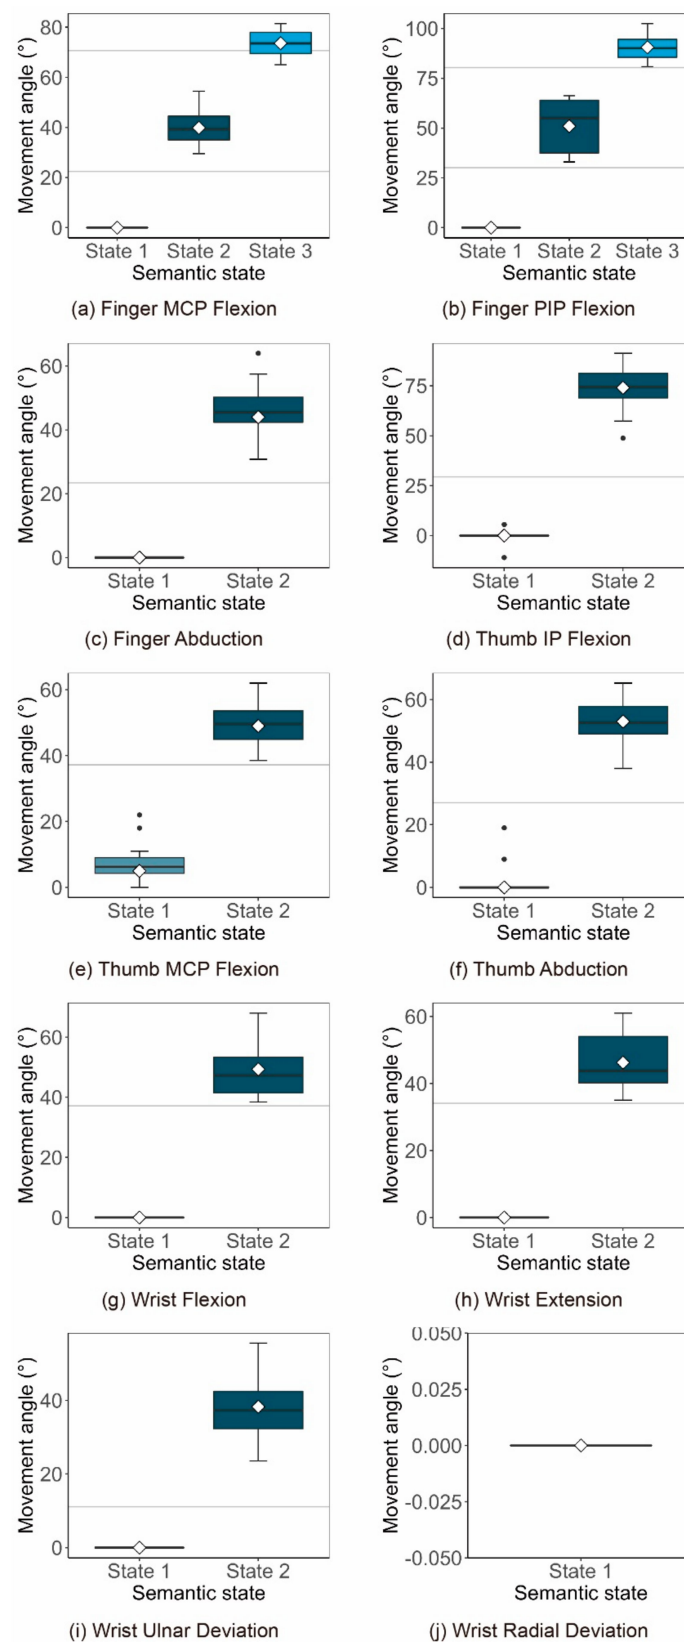 Movement angle (°)
80
60
40
20
0
State 1 State 2 State 3
Semantic state
(a) Finger MCP Flexion
Movement angle (°)
100
75
50
25
0
State 1 State 2 State 3
Semantic state
(b) Finger PIP Flexion
Movement angle (°)
60
40
20
0
State 1 State 2
Semantic state
(c) Finger Abduction
Movement angle (°)
75
50
25
0
State 1 State 2
Semantic state
(d) Thumb IP Flexion
Movement angle (°)
60
40
20
0
State 1 State 2
Semantic state
(e) Thumb MCP Flexion
Movement angle (°)
60
40
20
0
State 1 State 2
Semantic state
(f) Thumb Abduction
Movement angle (°)
60
40
20
0
State 1 State 2
Semantic state
(g) Wrist Flexion
Movement angle (°)
60
40
20
0
State 1 State 2
Semantic state
(h) Wrist Extension
Movement angle (°)
40
20
0
State 1 State 2
Semantic state
(i) Wrist Ulnar Deviation
Movement angle (°)
0.050
0.025
0.000
-0.025
-0.050
State 1
Semantic state
(j) Wrist Radial Deviation